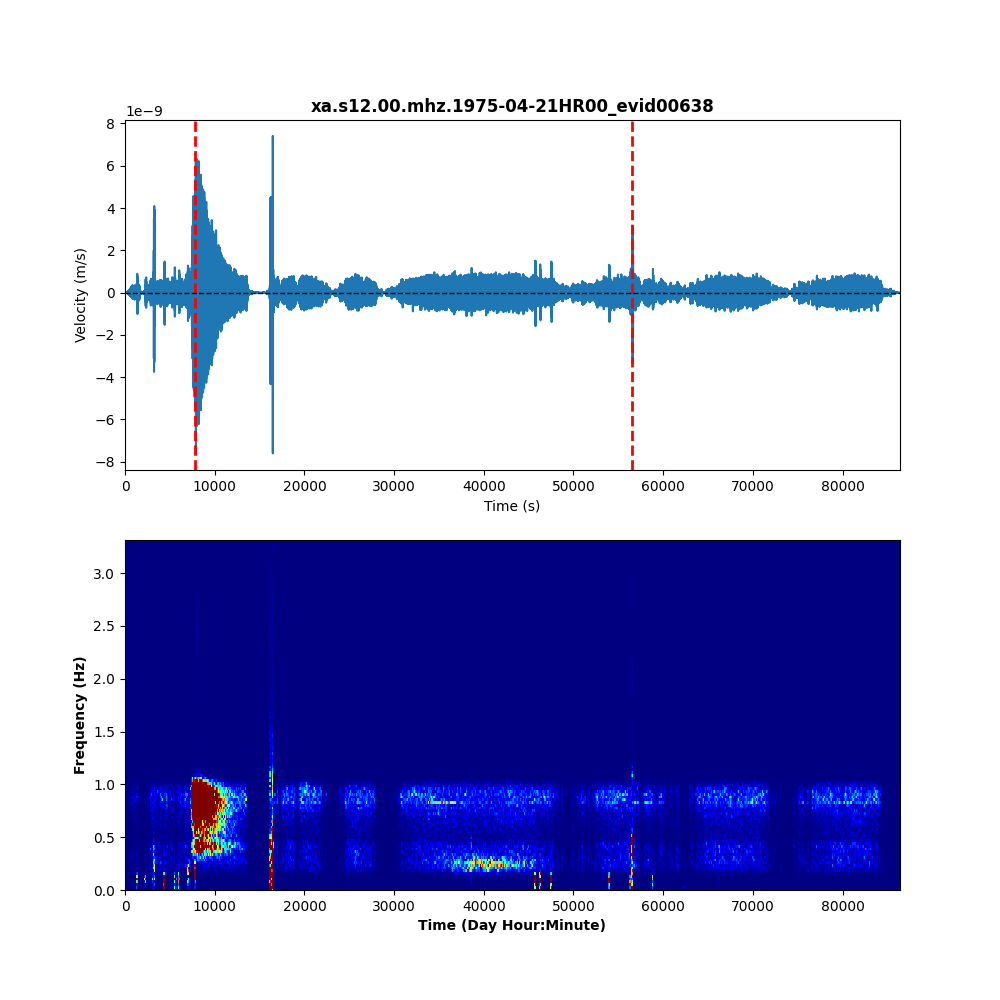 xa.s12.00.mhz.1975-04-21HR00_evid00638
1e−9
8
6
4
2
0
−2
−4
−6
−8
Velocity (m/s)
0 10000 20000 30000 40000 50000 60000 70000 80000
Time (s)
3.0
2.5
2.0
1.5
1.0
0.5
0.0
Frequency (Hz)
0 10000 20000 30000 40000 50000 60000 70000 80000
Time (Day Hour:Minute)